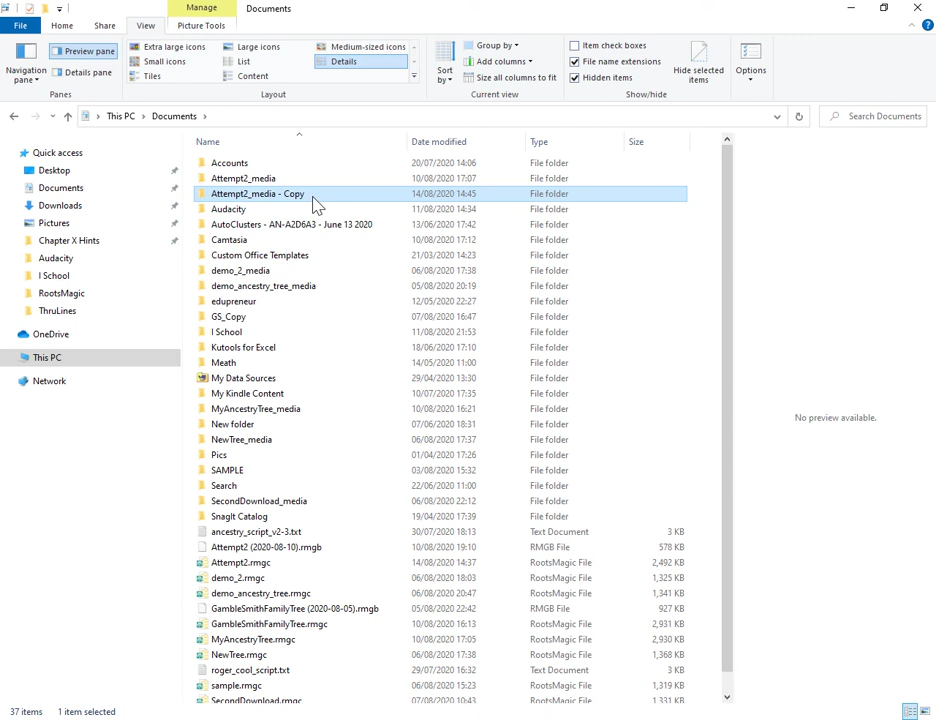 Manage
Documents
File
Home
Share
View
Picture Tools
Navigation pane
Preview pane
Details pane
Panes
Extra large icons
Large icons
Medium-sized icons
Small icons
List
Details
Tiles
Content
Layout
Sort by
Group by
Add columns
Size all columns to fit
Current view
Item check boxes
File name extensions
Hidden items
Hide selected items
Show/hide
Options
This PC
Documents
Search Documents
Quick access
Desktop
Documents
Downloads
Pictures
Chapter X Hints
Audacity
I School
RootsMagic
ThruLines
OneDrive
This PC
Network
Name Date modified Type Size
Accounts 20/07/2020 14:06 File folder
Attempt2_media 10/08/2020 17:07 File folder
Attempt2_media - Copy 14/08/2020 14:45 File folder
Audacity 11/08/2020 14:34 File folder
AutoClusters - AN-A2D6A3 - June 13 2020 13/06/2020 17:42 File folder
Camtasia 10/08/2020 17:12 File folder
Custom Office Templates 21/03/2020 14:23 File folder
demo_2_media 06/08/2020 17:38 File folder
demo_ancestry_tree_media 05/08/2020 20:19 File folder
edupreneur 12/05/2020 22:27 File folder
GS_Copy 07/08/2020 16:47 File folder
I School 11/08/2020 21:53 File folder
Kutools for Excel 18/06/2020 17:10 File folder
Meath 14/05/2020 11:00 File folder
My Data Sources 29/04/2020 13:30 File folder
My Kindle Content 10/07/2020 17:35 File folder
MyAncestryTree_media 10/08/2020 16:21 File folder
New folder 07/06/2020 18:31 File folder
NewTree_media 06/08/2020 17:37 File folder
Pics 01/04/2020 17:26 File folder
SAMPLE 03/08/2020 15:32 File folder
Search 22/06/2020 11:00 File folder
SecondDownload_media 06/08/2020 22:12 File folder
SnagIt Catalog 19/04/2020 17:39 File folder
ancestry_script_v2-3.txt 30/07/2020 18:13 Text Document 3 KB
Attempt2 (2020-08-10).rmgb 10/08/2020 19:10 RMGB File 578 KB
Attempt2.rmgc 14/08/2020 14:37 RootsMagic File 2,492 KB
demo_2.rmgc 06/08/2020 18:03 RootsMagic File 1,325 KB
demo_ancestry_tree.rmgc 06/08/2020 20:47 RootsMagic File 1,341 KB
GambleSmithFamilyTree (2020-08-05).rmgb 05/08/2020 22:42 RMGB File 927 KB
GambleSmithFamilyTree.rmgc 10/08/2020 16:13 RootsMagic File 2,931 KB
MyAncestryTree.rmgc 10/08/2020 17:05 RootsMagic File 2,930 KB
NewTree.rmgc 06/08/2020 17:38 RootsMagic File 1,368 KB
roger_cool_script.txt 29/07/2020 16:32 Text Document 3 KB
sample.rmgc 06/08/2020 15:23 RootsMagic File 1,319 KB
SecondDownload.rmgc 07/08/2020 10:43 RootsMagic File 1,331 KB
No preview available.
37 items
1 item selected